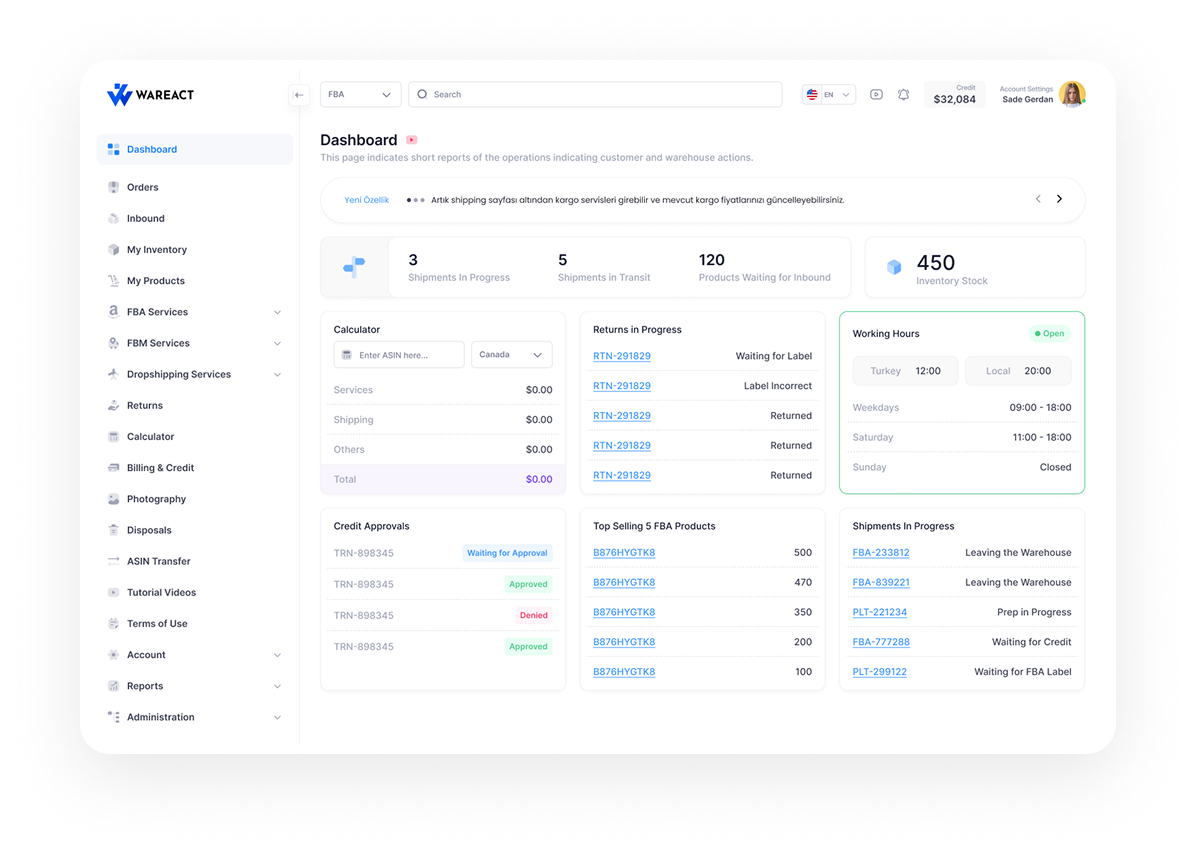 WAREACT
Dashboard
Orders
Inbound
My Inventory
My Products
FBA Services
FBM Services
Dropshipping Services
Returns
Calculator
Billing & Credit
Photography
Disposals
ASIN Transfer
Tutorial Videos
Terms of Use
Account
Reports
Administration
FBA
Search
EN
Credit
$32,084
Account Settings
Sade Gerdan
Dashboard
This page indicates short reports of the operations indicating customer and warehouse actions.
Yeni Özellik
Artık shipping sayfası altından kargo servisleri girebilir ve mevcut kargo fiyatlarınızı güncelleyebilirsiniz.
3
Shipments In Progress
5
Shipments in Transit
120
Products Waiting for Inbound
450
Inventory Stock
Calculator
Enter ASIN here...
Canada
Services $0.00
Shipping $0.00
Others $0.00
Total $0.00
Returns in Progress
RTN-291829 Waiting for Label
RTN-291829 Label Incorrect
RTN-291829 Returned
RTN-291829 Returned
RTN-291829 Returned
Working Hours Open
Turkey 12:00 Local 20:00
Weekdays 09:00 - 18:00
Saturday 11:00 - 18:00
Sunday Closed
Credit Approvals
TRN-898345 Waiting for Approval
TRN-898345 Approved
TRN-898345 Denied
TRN-898345 Approved
Top Selling 5 FBA Products
B876HYGTK8 500
B876HYGTK8 470
B876HYGTK8 350
B876HYGTK8 200
B876HYGTK8 100
Shipments In Progress
FBA-233812 Leaving the Warehouse
FBA-839221 Leaving the Warehouse
PLT-221234 Prep in Progress
FBA-777288 Waiting for Credit
PLT-299122 Waiting for FBA Label